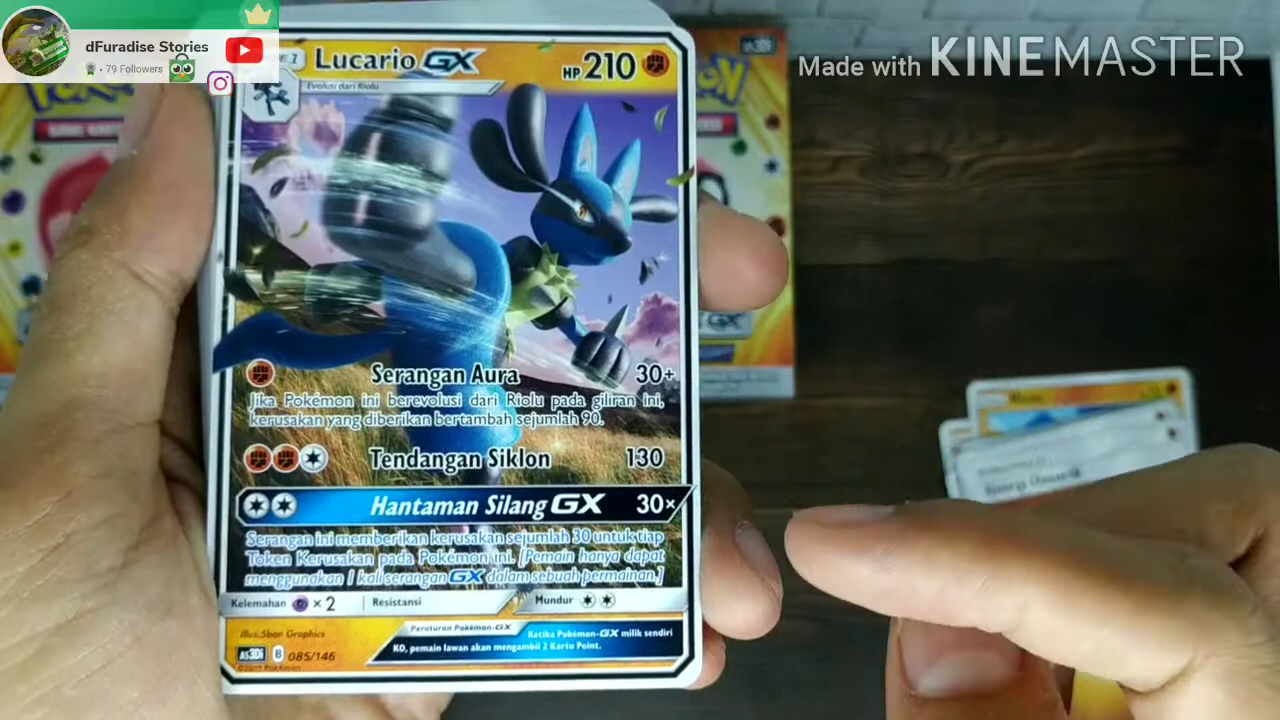 dFuradise Stories
79 Followers
Made with KINEMASTER
Lucario GX
HP 210
Evolusi dari Riolu
Serangan Aura 30+
Jika Pokémon ini berevolusi dari Riolu pada giliran ini,
kerusakan yang diberikan bertambah sejumlah 90.
Tendangan Siklon 130
Hantaman Silang GX 30×
Serangan ini memberikan kerusakan sejumlah 30 untuk tiap
Token Kerusakan pada Pokémon ini. [Pemain hanya dapat
menggunakan 1 kali serangan GX dalam sebuah permainan.]
Kelemahan ×2 Resistansi Mundur
Illus. 5ban Graphics
Peraturan Pokémon-GX
Ketika Pokémon-GX milik sendiri
KO, pemain lawan akan mengambil 2 Kartu Point.
AS3Di B 085/146
©2019 Pokémon